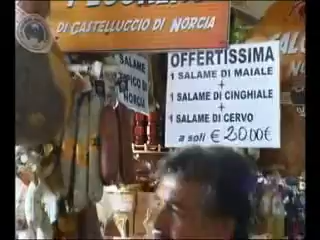 DI CASTELLUCCIO DI NORCIA
SALAME
TIPICO DI
NORCIA
OFFERTISSIMA
1 SALAME DI MAIALE
+
1 SALAME DI CINGHIALE
+
1 SALAME DI CERVO
a soli € 20.00€